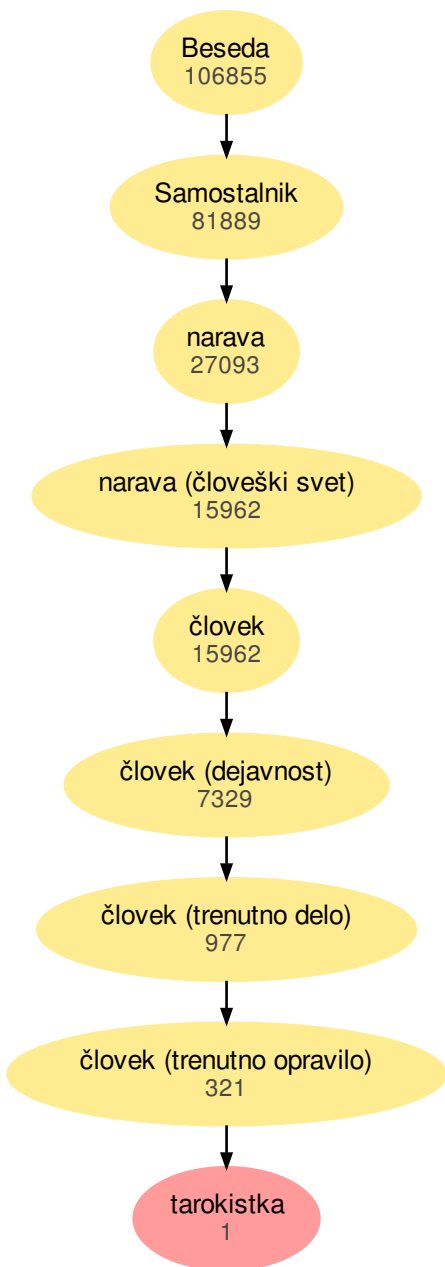 Beseda
106855
Samostalnik
81889
narava
27093
narava (človeški svet)
15962
človek
15962
človek (dejavnost)
7329
človek (trenutno delo)
977
človek (trenutno opravilo)
321
tarokistka
1